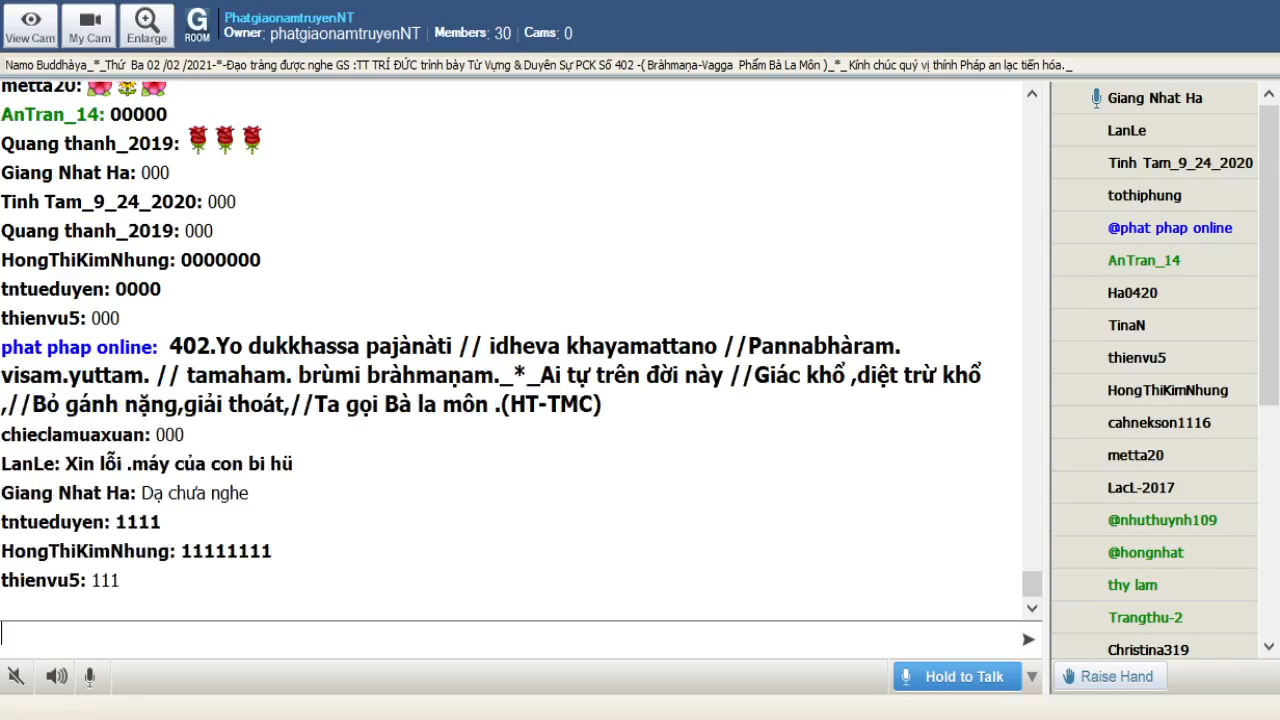 View Cam
My Cam
Enlarge
G
ROOM
PhatgiaonamtruyenNT
Owner: phatgiaonamtruyenNT | Members: 30 | Cams: 0
Namo Buddhàya_*_Thứ Ba 02 /02 /2021-*-Đạo tràng được nghe GS :TT TRÍ ĐỨC trình bày Từ Vựng & Duyên Sự PCK Số 402 -( Bràhmaṇa-Vagga Phẩm Bà La Môn )_*_ Kính chúc quý vị thính Pháp an lạc tiến hóa._
metta20:
AnTran_14: 00000
Quang thanh_2019:
Giang Nhat Ha: 000
Tinh Tam_9_24_2020: 000
Quang thanh_2019: 000
HongThiKimNhung: 0000000
tntueduyen: 0000
thienvu5: 000
phat phap online: 402.Yo dukkhassa pajànàti // idheva khayamattano //Pannabhàram.
visam.yuttam. // tamaham. brùmi bràhmaṇam._*_Ai tự trên đời này //Giác khổ ,diệt trừ khổ
,//Bỏ gánh nặng,giải thoát,//Ta gọi Bà la môn .(HT-TMC)
chieclamuaxuan: 000
LanLe: Xin lỗi .máy của con bi hü
Giang Nhat Ha: Dạ chưa nghe
tntueduyen: 1111
HongThiKimNhung: 11111111
thienvu5: 111
Hold to Talk
Giang Nhat Ha
LanLe
Tinh Tam_9_24_2020
tothiphung
@phat phap online
AnTran_14
Ha0420
TinaN
thienvu5
HongThiKimNhung
cahnekson1116
metta20
LacL-2017
@nhuthuynh109
@hongnhat
thy lam
Trangthu-2
Christina319
Raise Hand